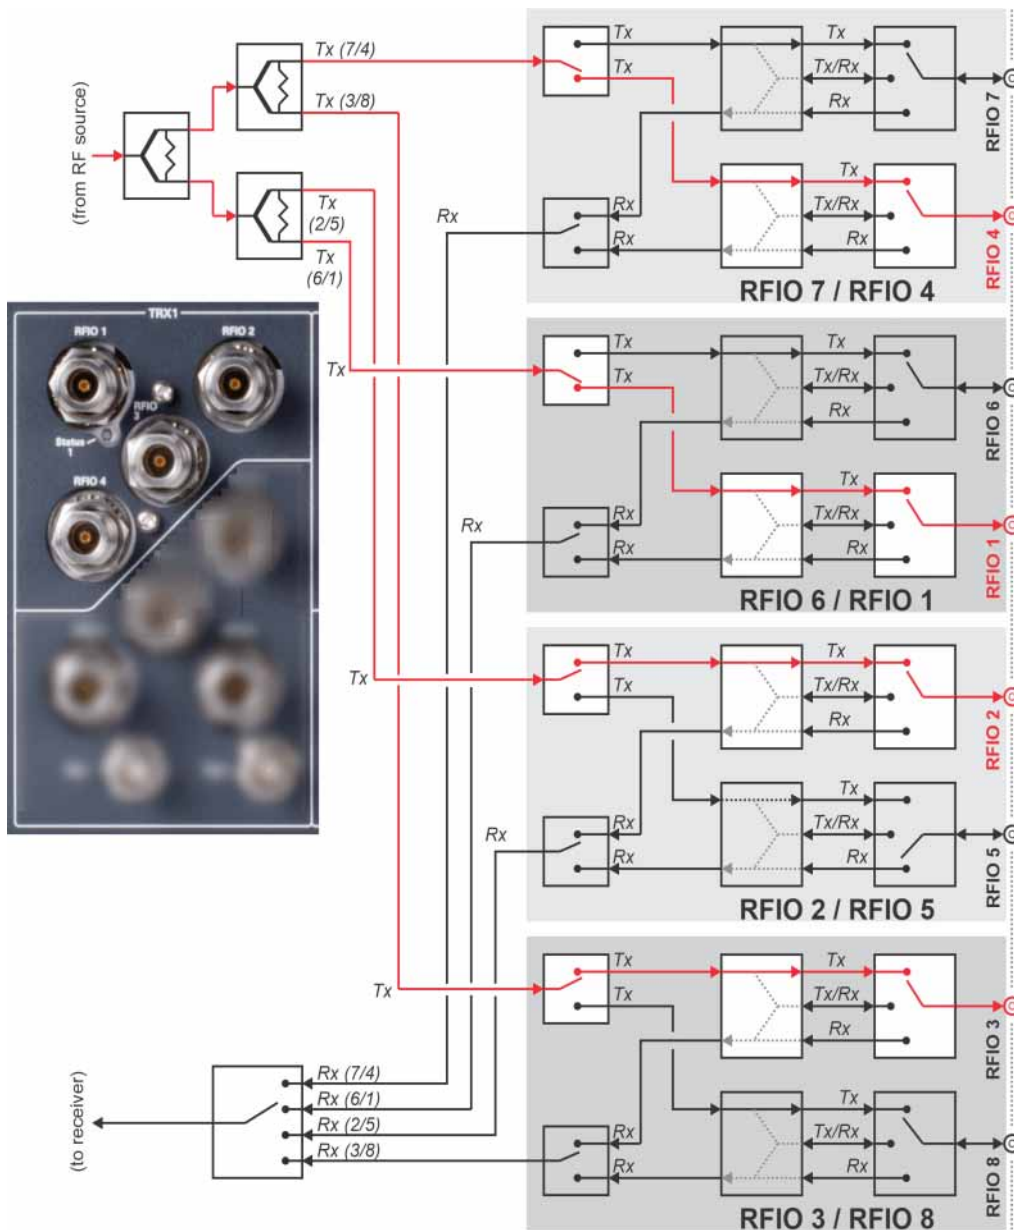 (from RF source)
Tx (7/4)
Tx (3/8)
Tx
(2/5)
Tx
(6/1)
Rx
Tx
Tx
Tx
Tx/Rx
Rx
RFIO 7
Rx
Rx
Tx
Tx/Rx
Rx
RFIO 4
RFIO 7 / RFIO 4
TRX1
RFIO 1
RFIO 2
RFIO
3
Status
1
RFIO 4
Tx
Rx
Tx
Tx
Tx
Tx/Rx
Rx
RFIO 6
Rx
Rx
Tx
Tx/Rx
Rx
RFIO 1
RFIO 6 / RFIO 1
Tx
Rx
Tx
Tx
Tx
Tx/Rx
Rx
RFIO 2
Rx
Rx
Tx
Tx/Rx
Rx
RFIO 5
RFIO 2 / RFIO 5
Tx
Tx
Tx
Tx
Tx/Rx
Rx
RFIO 3
Rx
Rx
Tx
Tx/Rx
Rx
RFIO 8
RFIO 3 / RFIO 8
Rx (7/4)
Rx (6/1)
Rx (2/5)
Rx (3/8)
(to receiver)